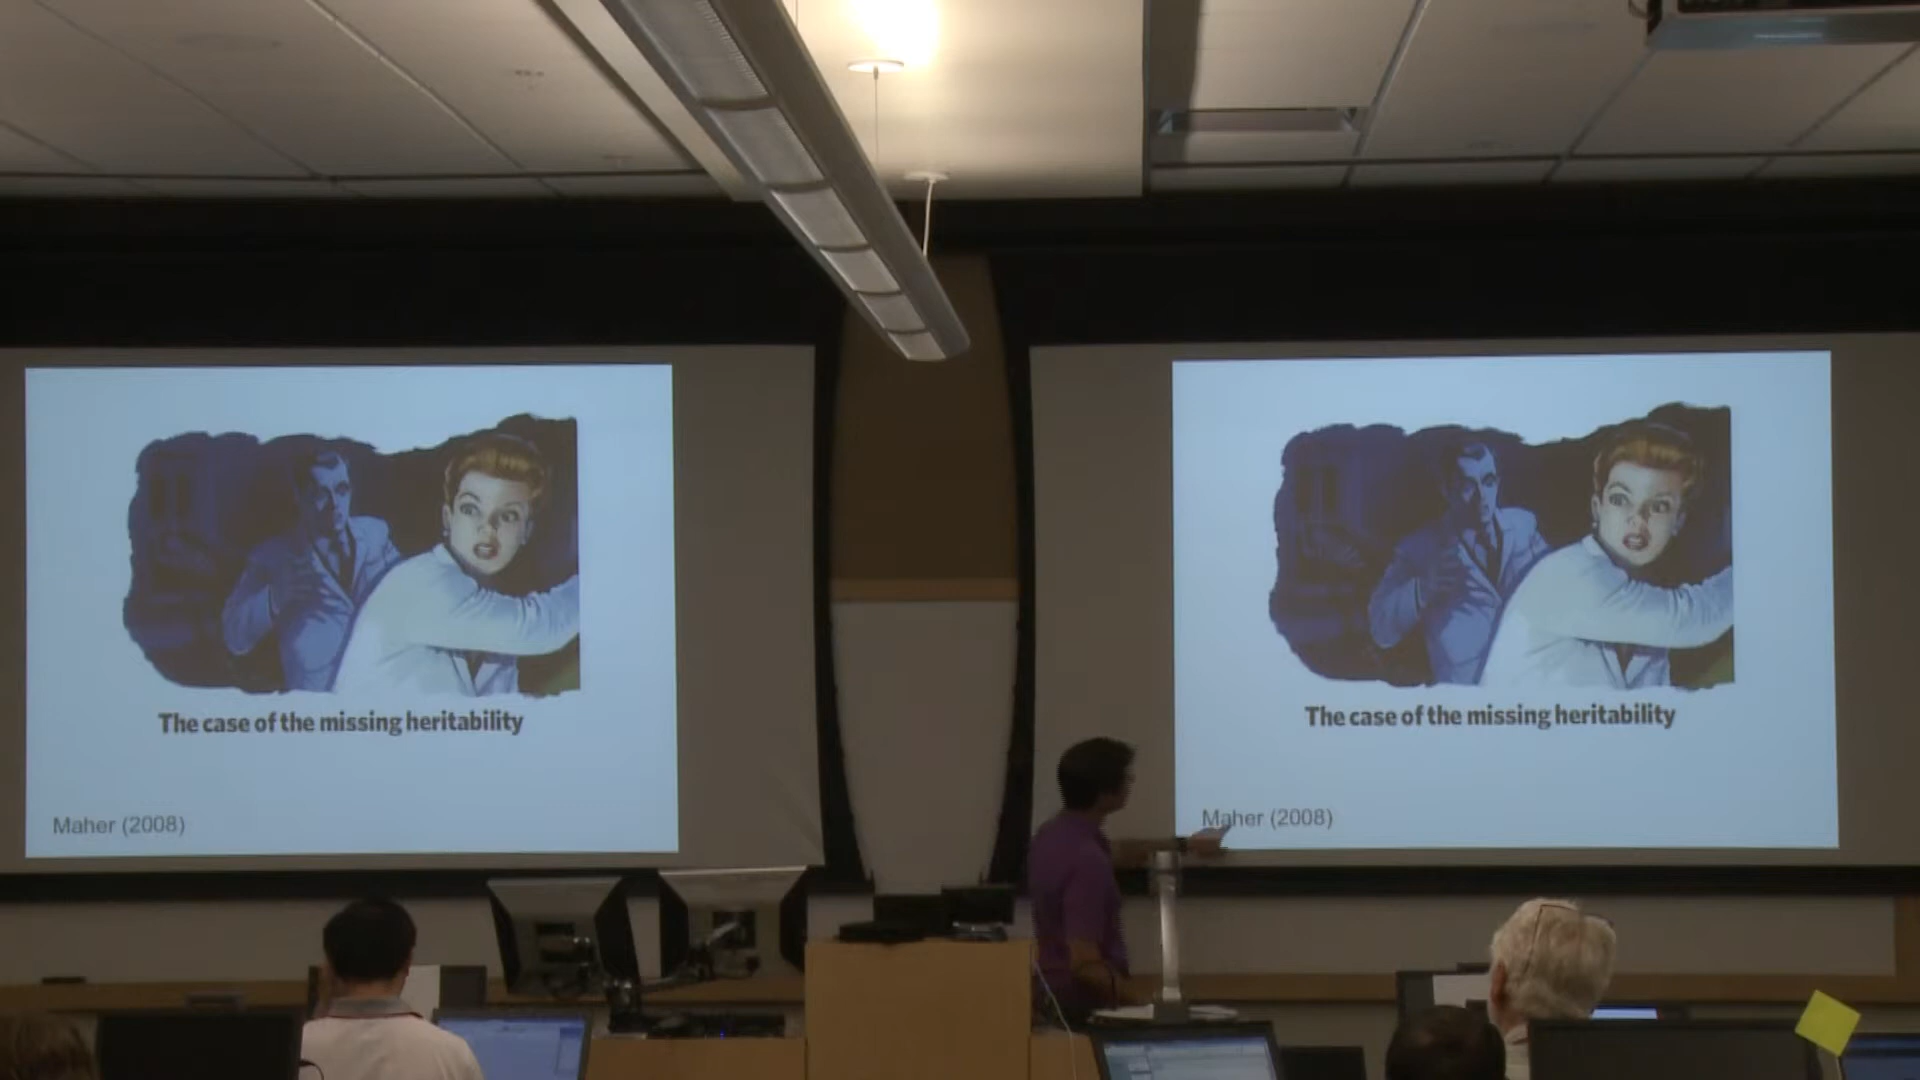 The case of the missing heritability
Maher (2008)
The case of the missing heritability
Maher (2008)